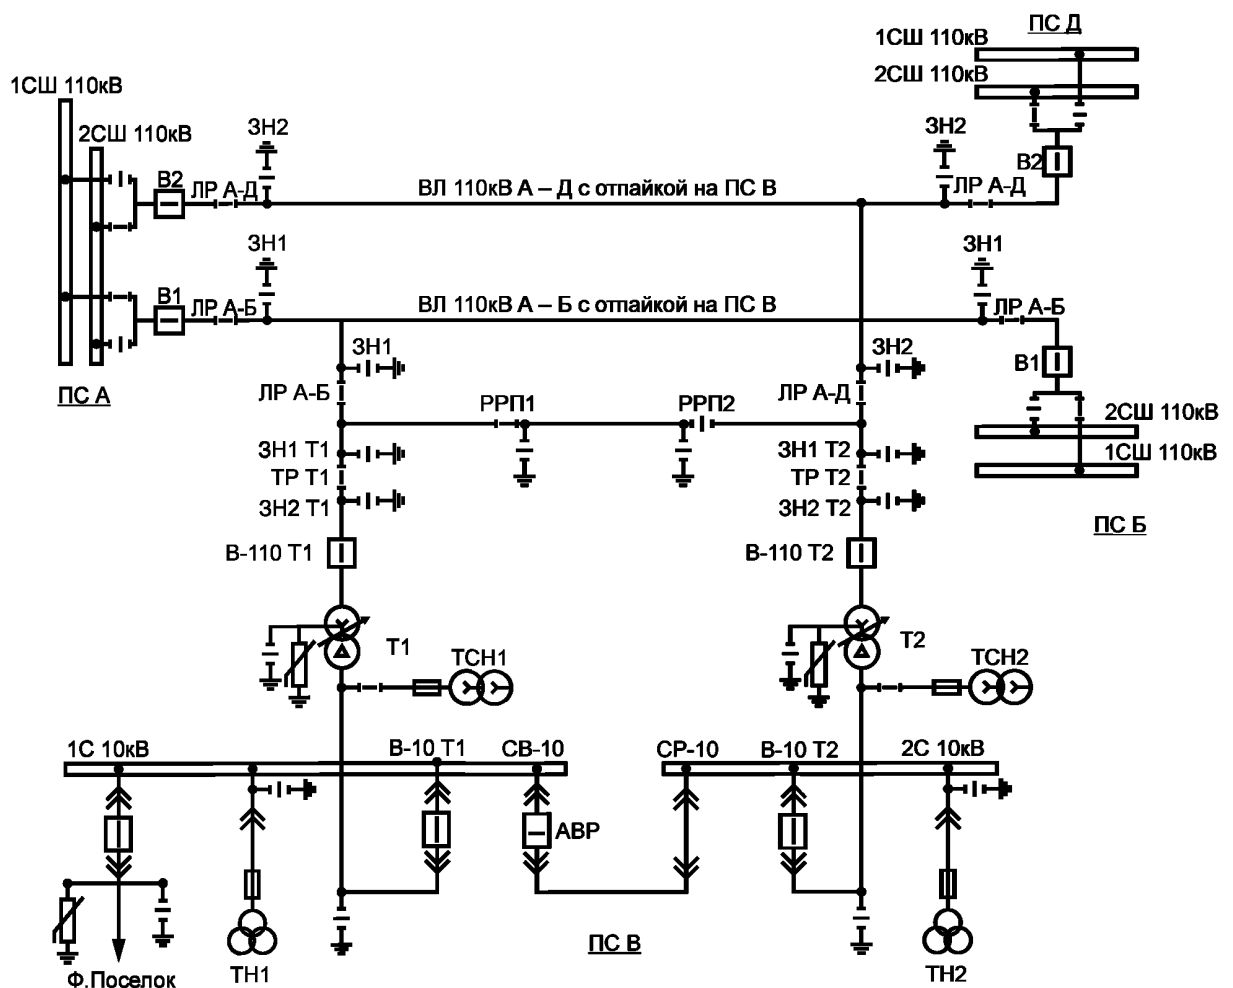 ПС Д
1СШ 110кВ
2СШ 110кВ
1СШ 110кВ
2СШ 110кВ
ЗН2
ЗН2
В2
В2
ЛР А-Д
ВЛ 110кВ А – Д с отпайкой на ПС В
ЛР А-Д
ЗН1
ЗН1
В1
ЛР А-Б
ВЛ 110кВ А – Б с отпайкой на ПС В
ЛР А-Б
ПС А
ЗН1
ЗН2
В1
ЛР А-Б
ЛР А-Д
РРП1
РРП2
2СШ 110кВ
1СШ 110кВ
ПС Б
ЗН1 Т1
ЗН1 Т2
ТР Т1
ТР Т2
ЗН2 Т1
ЗН2 Т2
В-110 Т1
В-110 Т2
Т1
Т2
ТСН1
ТСН2
1С 10кВ
В-10 Т1
СВ-10
СР-10
В-10 Т2
2С 10кВ
АВР
ПС В
Ф.Поселок
ТН1
ТН2